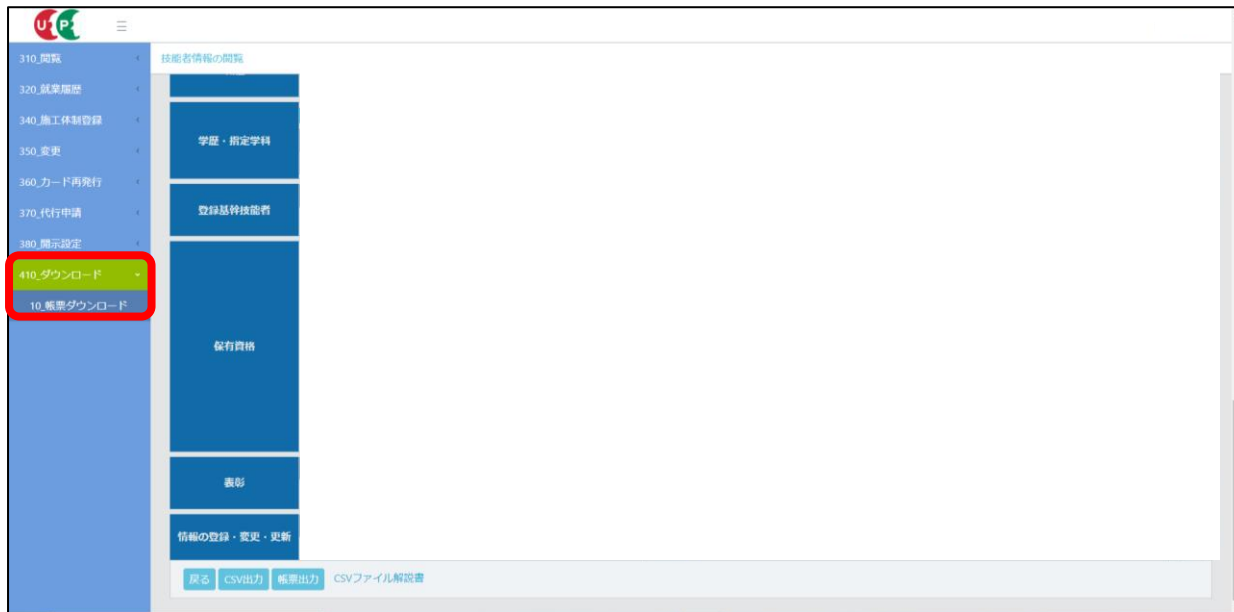 310_閲覧
320_就業履歴
340_施工体制登録
350_変更
360_カード再発行
370_代行申請
380_開示設定
410_ダウンロード
10_帳票ダウンロード
技能者情報の閲覧
学歴・指定学科
登録基幹技能者
保有資格
表彰
情報の登録・変更・更新
戻る CSV出力 帳票出力 CSVファイル解説書